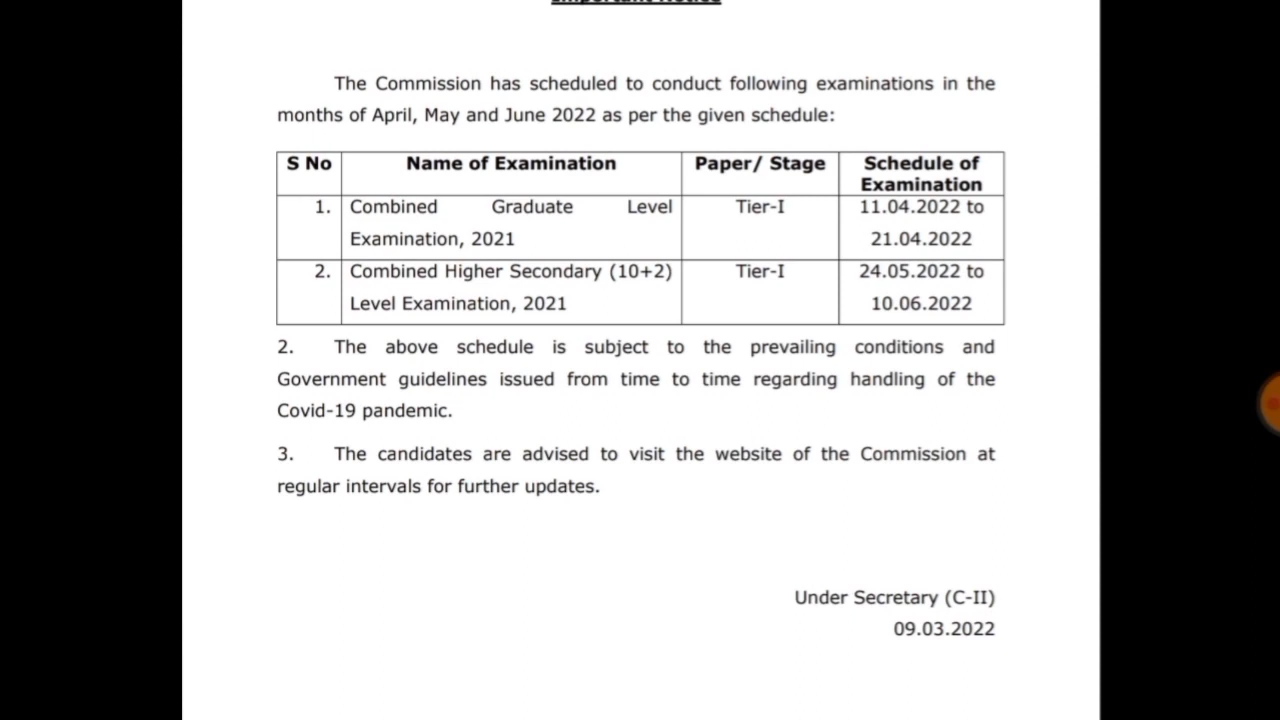 Important Notice
The Commission has scheduled to conduct following examinations in the
months of April, May and June 2022 as per the given schedule:
S No Name of Examination Paper/ Stage Schedule of
Examination
1. Combined Graduate Level Tier-I 11.04.2022 to
Examination, 2021 21.04.2022
2. Combined Higher Secondary (10+2) Tier-I 24.05.2022 to
Level Examination, 2021 10.06.2022
2. The above schedule is subject to the prevailing conditions and
Government guidelines issued from time to time regarding handling of the
Covid-19 pandemic.
3. The candidates are advised to visit the website of the Commission at
regular intervals for further updates.
Under Secretary (C-II)
09.03.2022